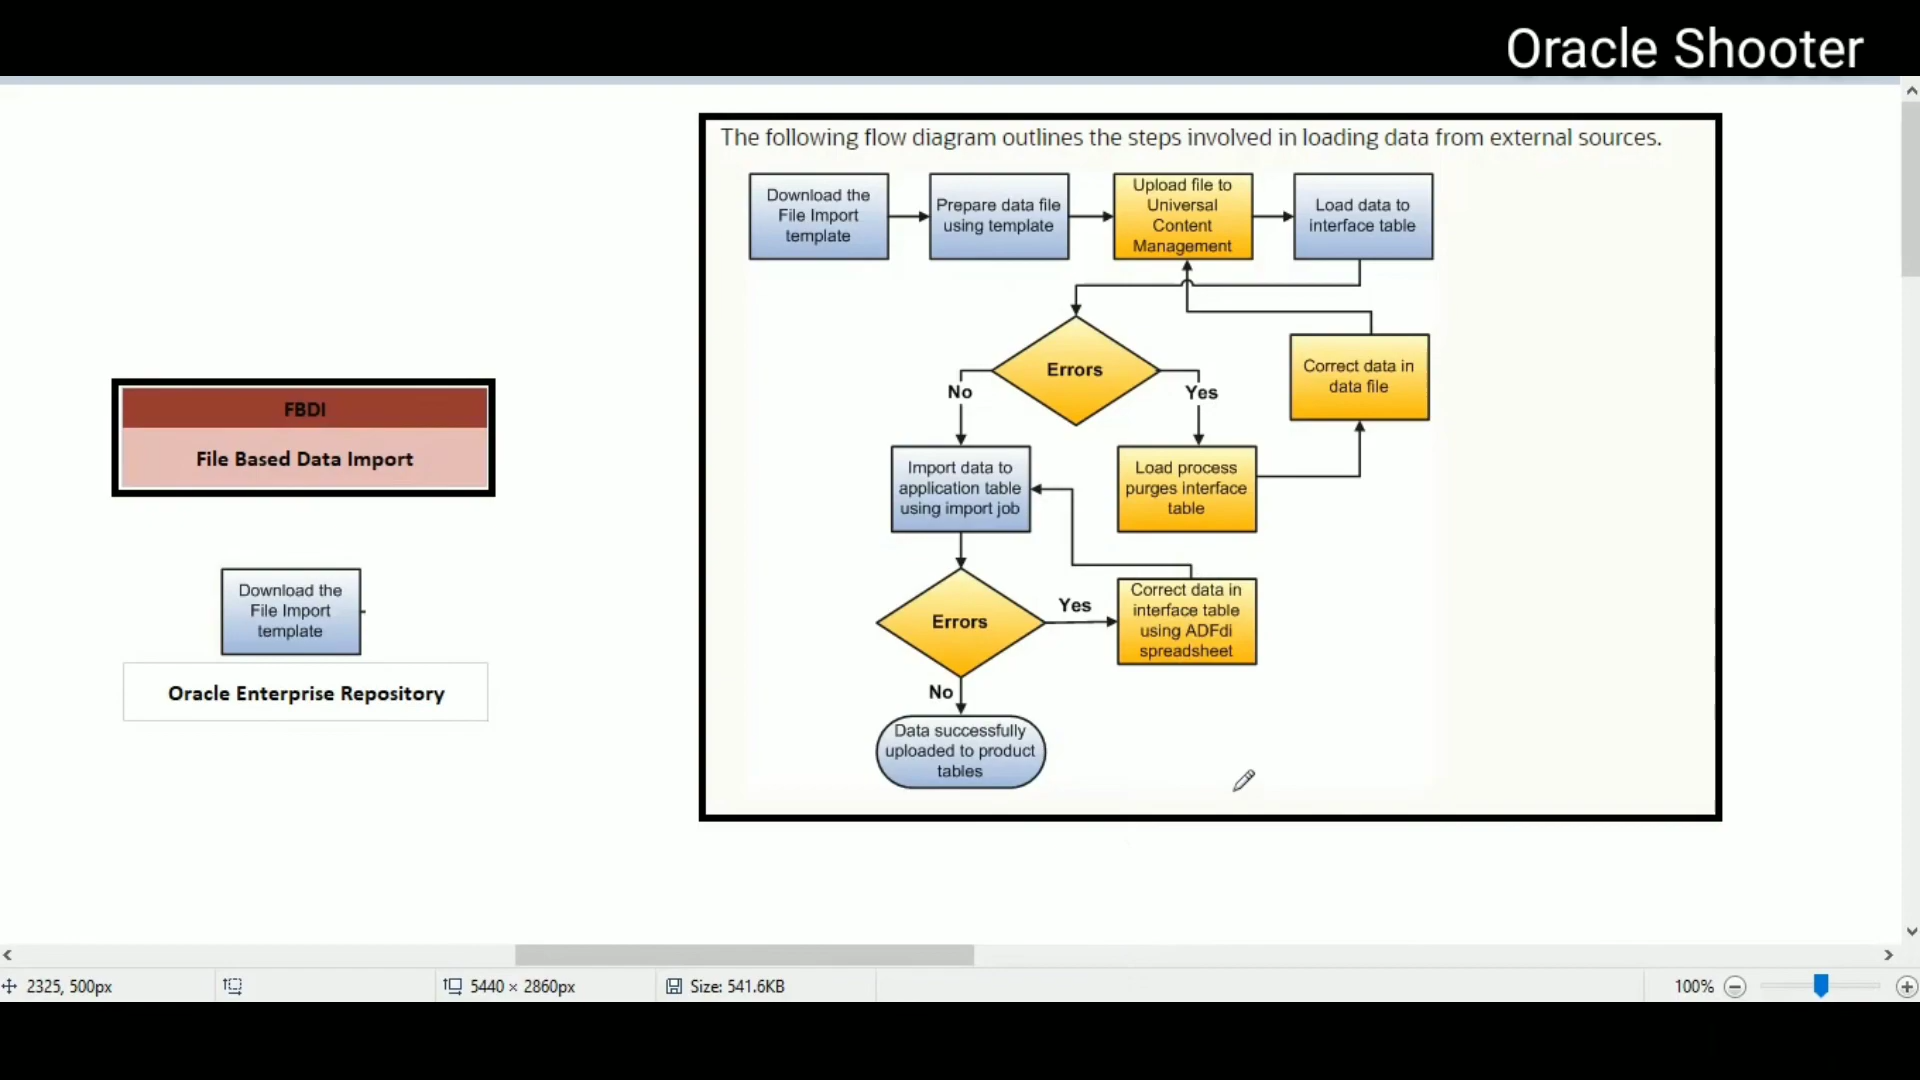 Oracle Shooter
The following flow diagram outlines the steps involved in loading data from external sources.
Download the
File Import
template
Prepare data file
using template
Upload file to
Universal
Content
Management
Load data to
interface table
Errors
No
Yes
Correct data in
data file
Import data to
application table
using import job
Load process
purges interface
table
Errors
Yes
Correct data in
interface table
using ADFdi
spreadsheet
No
Data successfully
uploaded to product
tables
FBDI
File Based Data Import
Download the
File Import
template
Oracle Enterprise Repository
2325, 500px
5440 × 2860px
Size: 541.6KB
100%